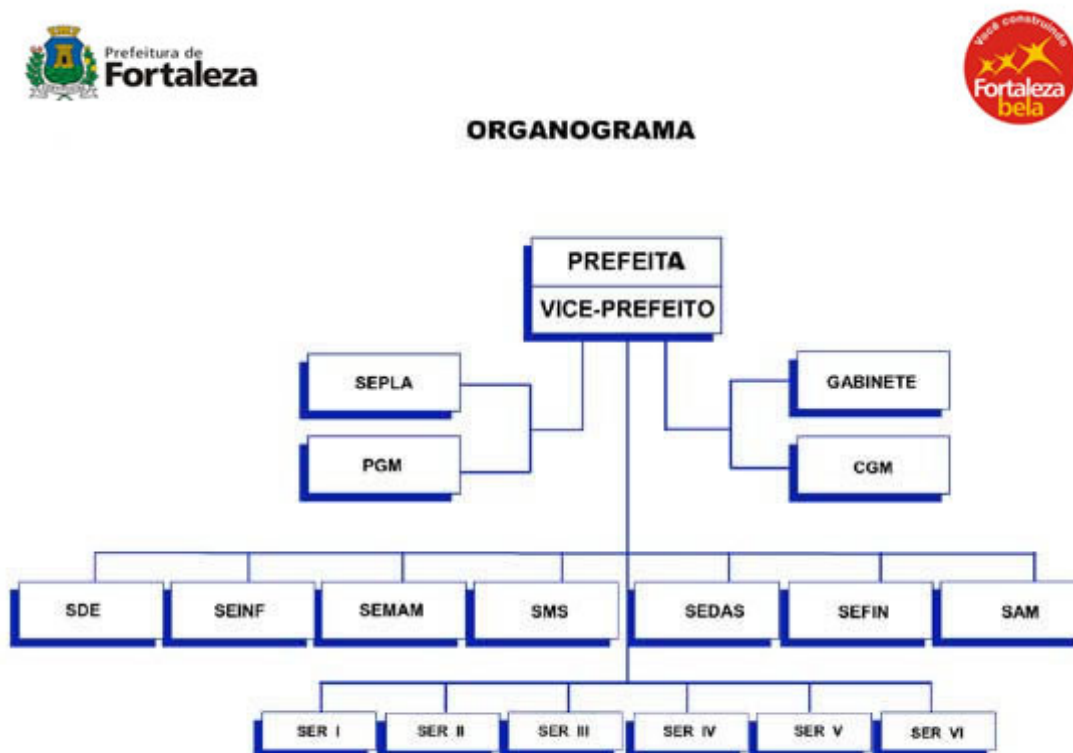 Prefeitura de
Fortaleza
Você construindo
Fortaleza
bela
ORGANOGRAMA
PREFEITA
VICE-PREFEITO
SEPLA
GABINETE
PGM
CGM
SDE
SEINF
SEMAM
SMS
SEDAS
SEFIN
SAM
SER I
SER II
SER III
SER IV
SER V
SER VI